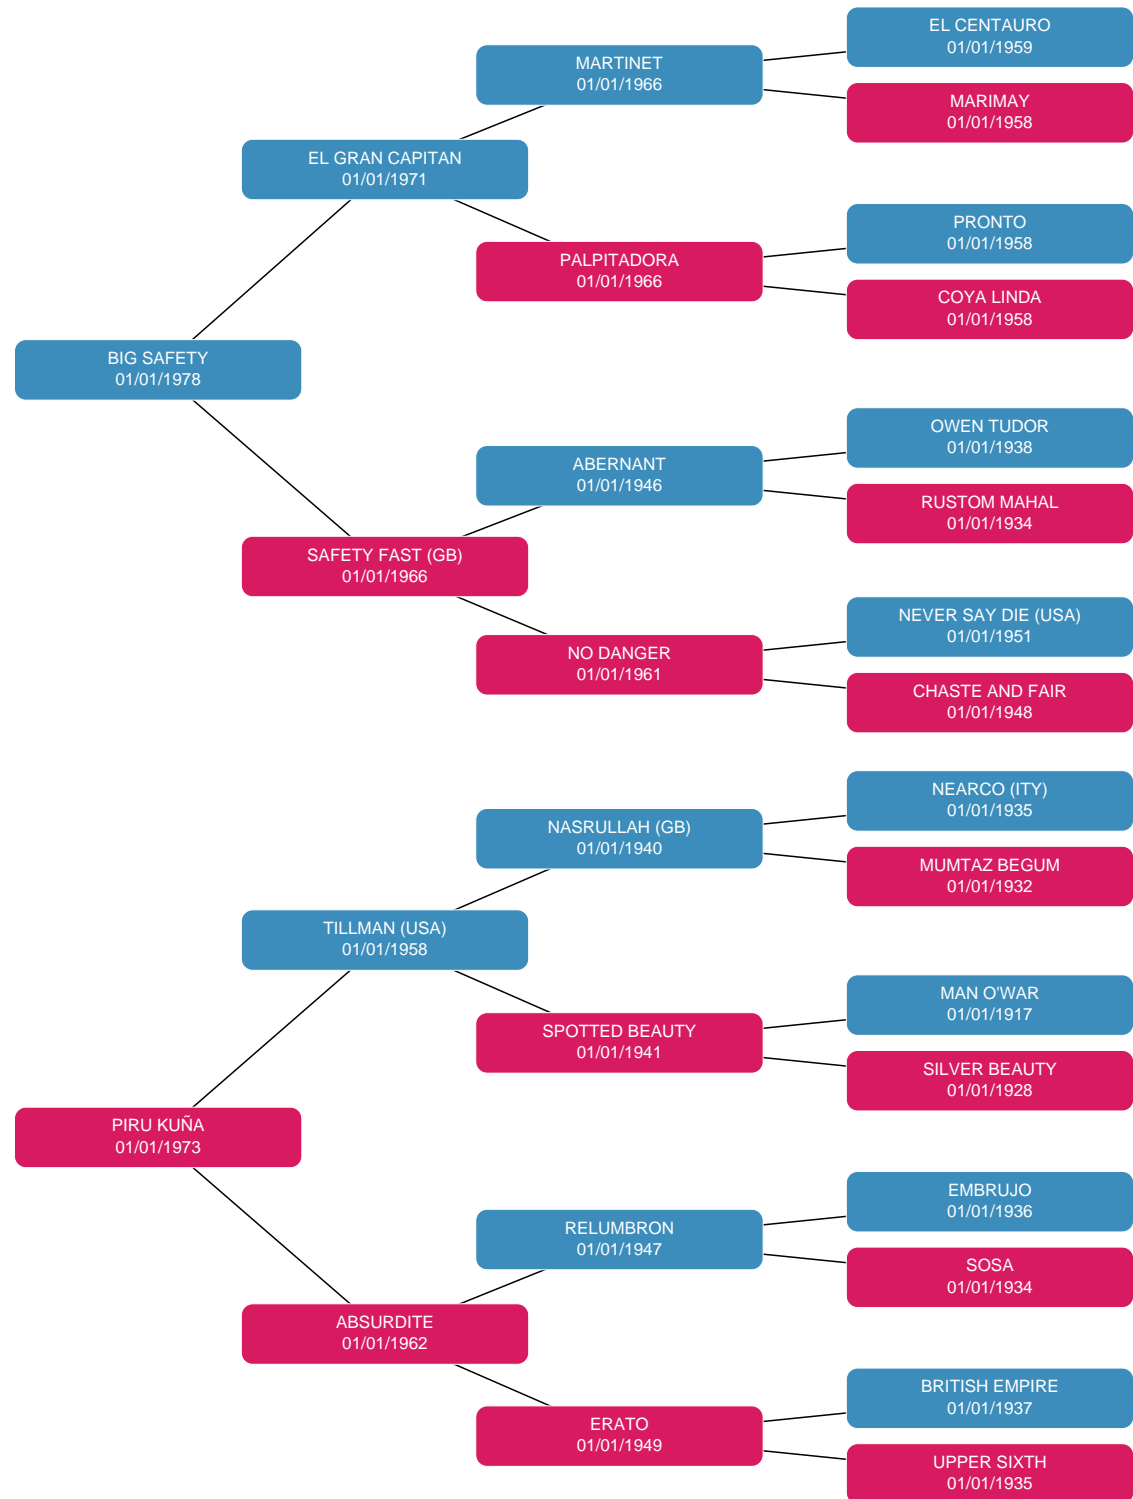 EL CENTAURO
01/01/1959
MARTINET
01/01/1966
MARIMAY
01/01/1958
EL GRAN CAPITAN
01/01/1971
PRONTO
01/01/1958
PALPITADORA
01/01/1966
COYA LINDA
01/01/1958
BIG SAFETY
01/01/1978
OWEN TUDOR
01/01/1938
ABERNANT
01/01/1946
RUSTOM MAHAL
01/01/1934
SAFETY FAST (GB)
01/01/1966
NEVER SAY DIE (USA)
01/01/1951
NO DANGER
01/01/1961
CHASTE AND FAIR
01/01/1948
NEARCO (ITY)
01/01/1935
NASRULLAH (GB)
01/01/1940
MUMTAZ BEGUM
01/01/1932
TILLMAN (USA)
01/01/1958
MAN O'WAR
01/01/1917
SPOTTED BEAUTY
01/01/1941
SILVER BEAUTY
01/01/1928
PIRU KUÑA
01/01/1973
EMBRUJO
01/01/1936
RELUMBRON
01/01/1947
SOSA
01/01/1934
ABSURDITE
01/01/1962
BRITISH EMPIRE
01/01/1937
ERATO
01/01/1949
UPPER SIXTH
01/01/1935